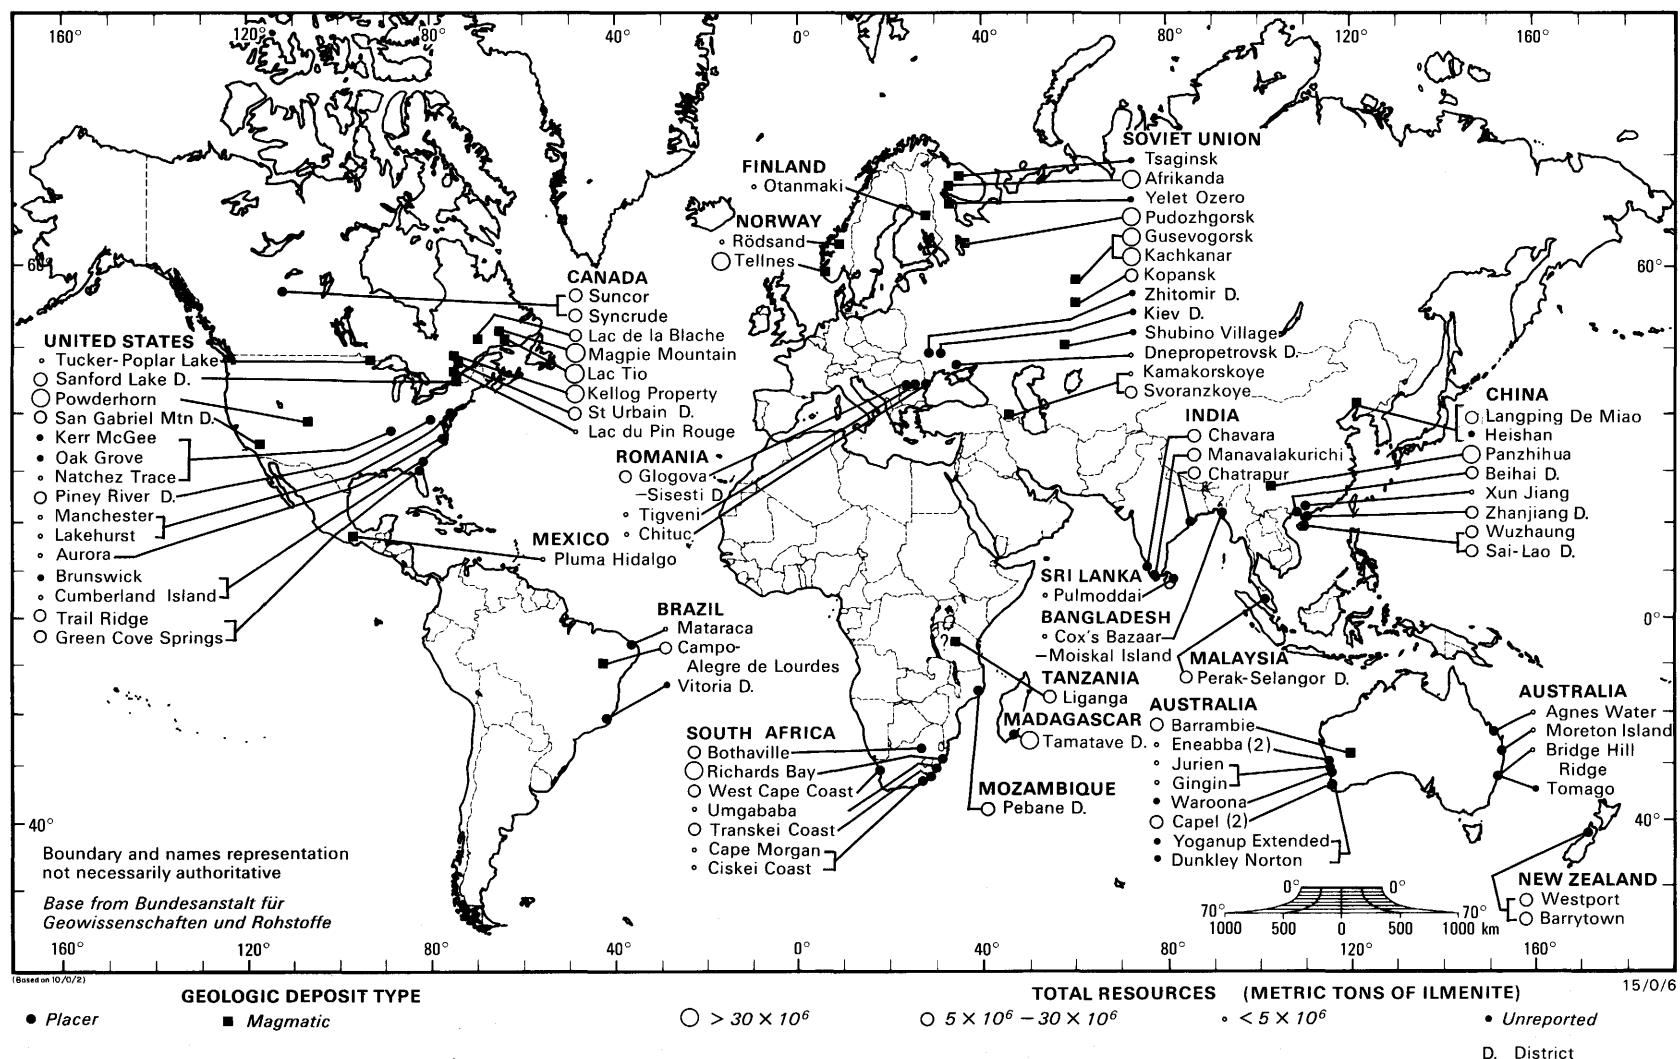 160° 120° 80° 40° 0° 40° 80° 120° 160°
SOVIET UNION
Tsaginsk
Afrikanda
Yelet Ozero
Pudozhgorsk
Gusevogorsk
Kachkanar
Kopansk
Zhitomir D.
Kiev D.
Shubino Village
Dnepropetrovsk D.
Kamakorskoye
Svoranzkoye
FINLAND
Otanmaki
NORWAY
Rödsand
Tellnes
60°
60°
CANADA
Suncor
Syncrude
Lac de la Blache
Magpie Mountain
Lac Tio
Kellog Property
St Urbain D.
Lac du Pin Rouge
UNITED STATES
Tucker-Poplar Lake
Sanford Lake D.
Powderhorn
San Gabriel Mtn D.
Kerr McGee
Oak Grove
Natchez Trace
Piney River D.
Manchester
Lakehurst
Aurora
Brunswick
Cumberland Island
Trail Ridge
Green Cove Springs
ROMANIA
Glogova
–Sisesti D
Tigveni
Chituc
MEXICO
Pluma Hidalgo
INDIA
Chavara
Manavalakurichi
Chatrapur
CHINA
Langping De Miao
Heishan
Panzhihua
Beihai D.
Xun Jiang
Zhanjiang D.
Wuzhaung
Sai-Lao D.
SRI LANKA
Pulmoddai
BANGLADESH
Cox's Bazaar
–Moiskal Island
0°
MALAYSIA
Perak-Selangor D.
BRAZIL
Mataraca
Campo-
Alegre de Lourdes
Vitoria D.
TANZANIA
Liganga
MADAGASCAR
Tamatave D.
MOZAMBIQUE
Pebane D.
SOUTH AFRICA
Bothaville
Richards Bay
West Cape Coast
Umgababa
Transkei Coast
Cape Morgan
Ciskei Coast
AUSTRALIA
Barrambie
Eneabba (2)
Jurien
Gingin
Waroona
Capel (2)
Yoganup Extended
Dunkley Norton
AUSTRALIA
Agnes Water
Moreton Island
Bridge Hill
Ridge
Tomago
40°
40°
NEW ZEALAND
Westport
Barrytown
Boundary and names representation
not necessarily authoritative
Base from Bundesanstalt für
Geowissenschaften und Rohstoffe
0° 0°
70° 70°
1000 500 0 500 1000 km
160° 120° 80° 40° 0° 40° 80° 120° 160°
(Based on 10/0/2)
15/0/6
GEOLOGIC DEPOSIT TYPE
Placer Magmatic
TOTAL RESOURCES (METRIC TONS OF ILMENITE)
> 30 × 10⁶ 5 × 10⁶ – 30 × 10⁶ < 5 × 10⁶ Unreported
D. District